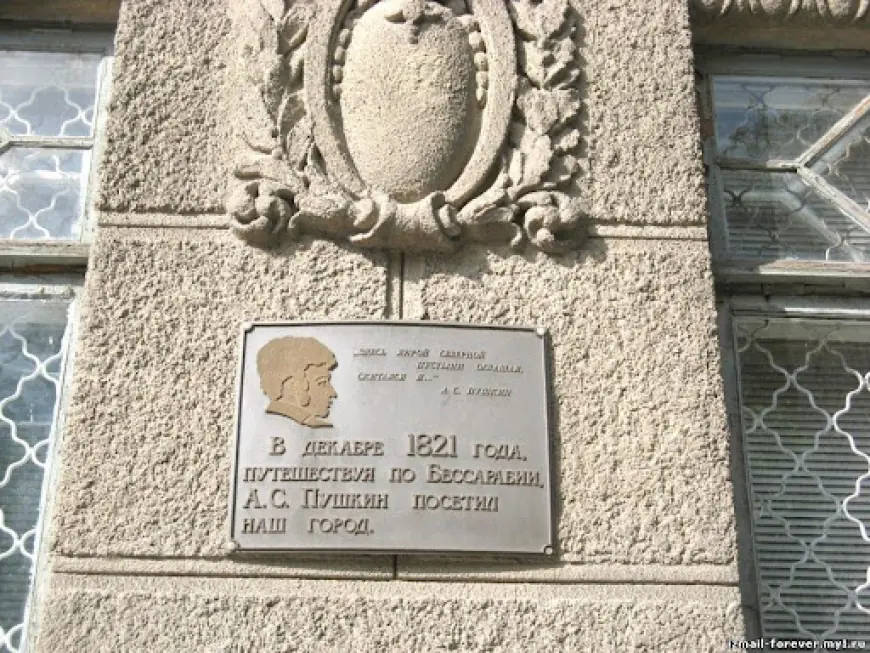 „Здесь лирой северной
пустыни оглашая,
скитался я..."
А.С. Пушкин
В декабре 1821 года,
путешествуя по Бессарабии,
А.С. Пушкин посетил
наш город.
izmail-forever.my1.ru